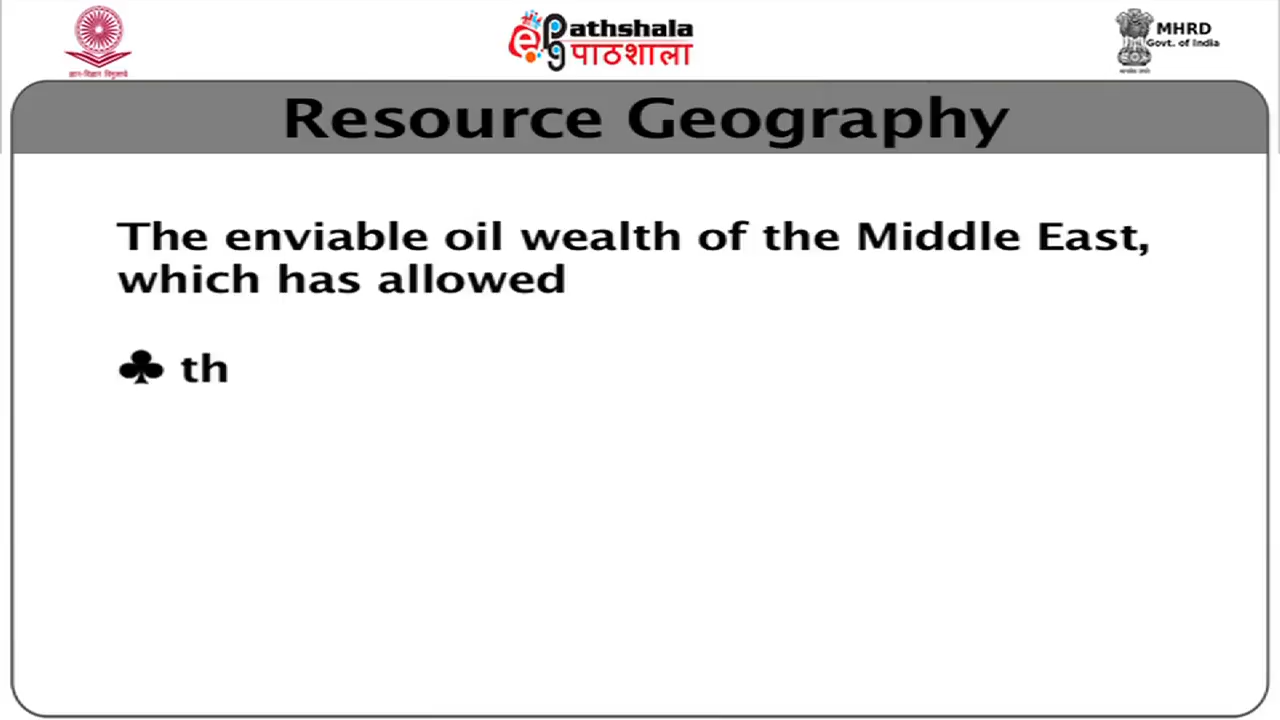 ePathshala
पाठशाला
MHRD
Govt. of India
Resource Geography
The enviable oil wealth of the Middle East,
which has allowed
♣ th